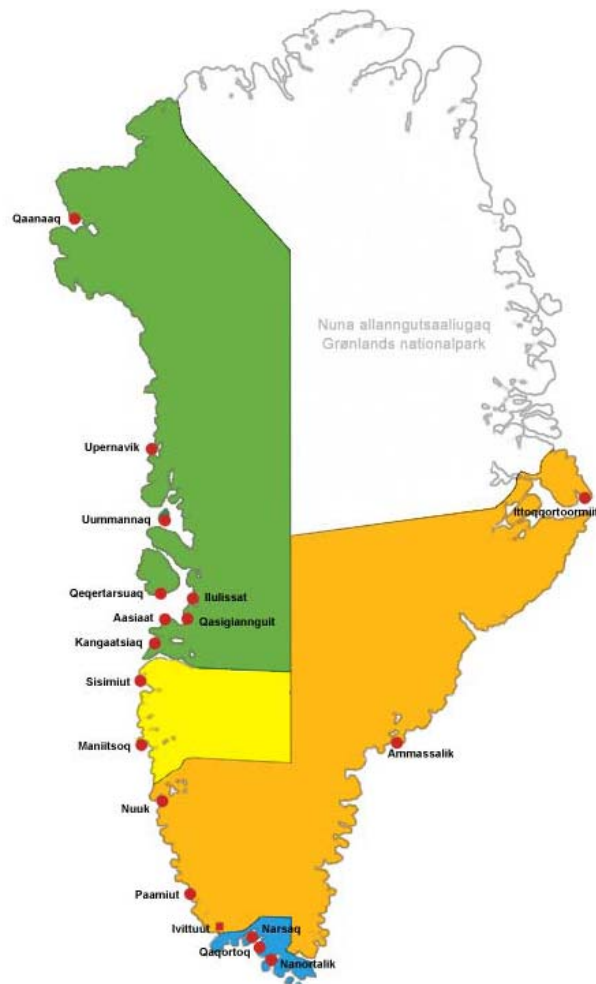 Qaanaaq
Nuna allanngutsaaliugaq
Grønlands nationalpark
Upernavik
Ittoqqortoormiit
Uummannaq
Qeqertarsuaq
Ilulissat
Aasiaat
Qasigiannguit
Kangaatsiaq
Sisimiut
Maniitsoq
Ammassalik
Nuuk
Paamiut
Ivittuut
Narsaq
Qaqortoq
Nanortalik